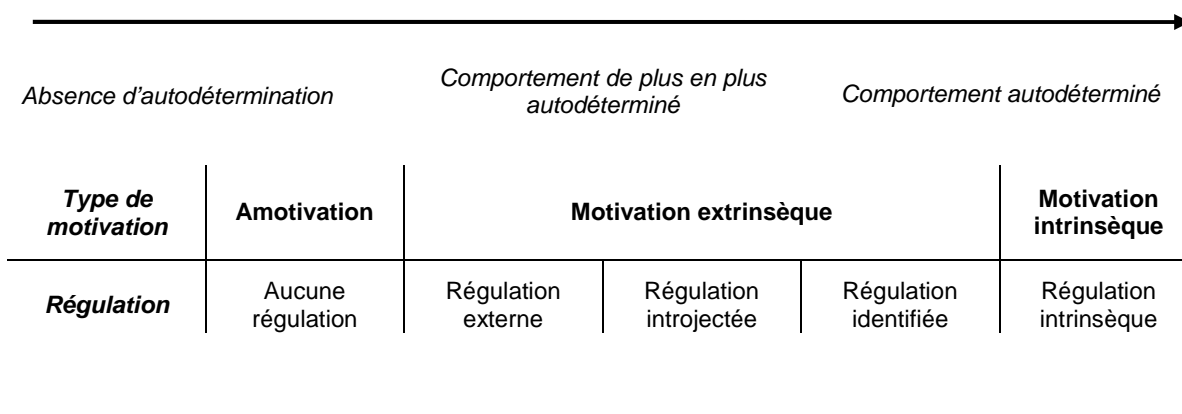 Absence d'autodétermination
Comportement de plus en plus
autodéterminé
Comportement autodéterminé
Type de
motivation
Amotivation
Motivation extrinsèque
Motivation
intrinsèque
Régulation
Aucune
régulation
Régulation
externe
Régulation
introjectée
Régulation
identifiée
Régulation
intrinsèque